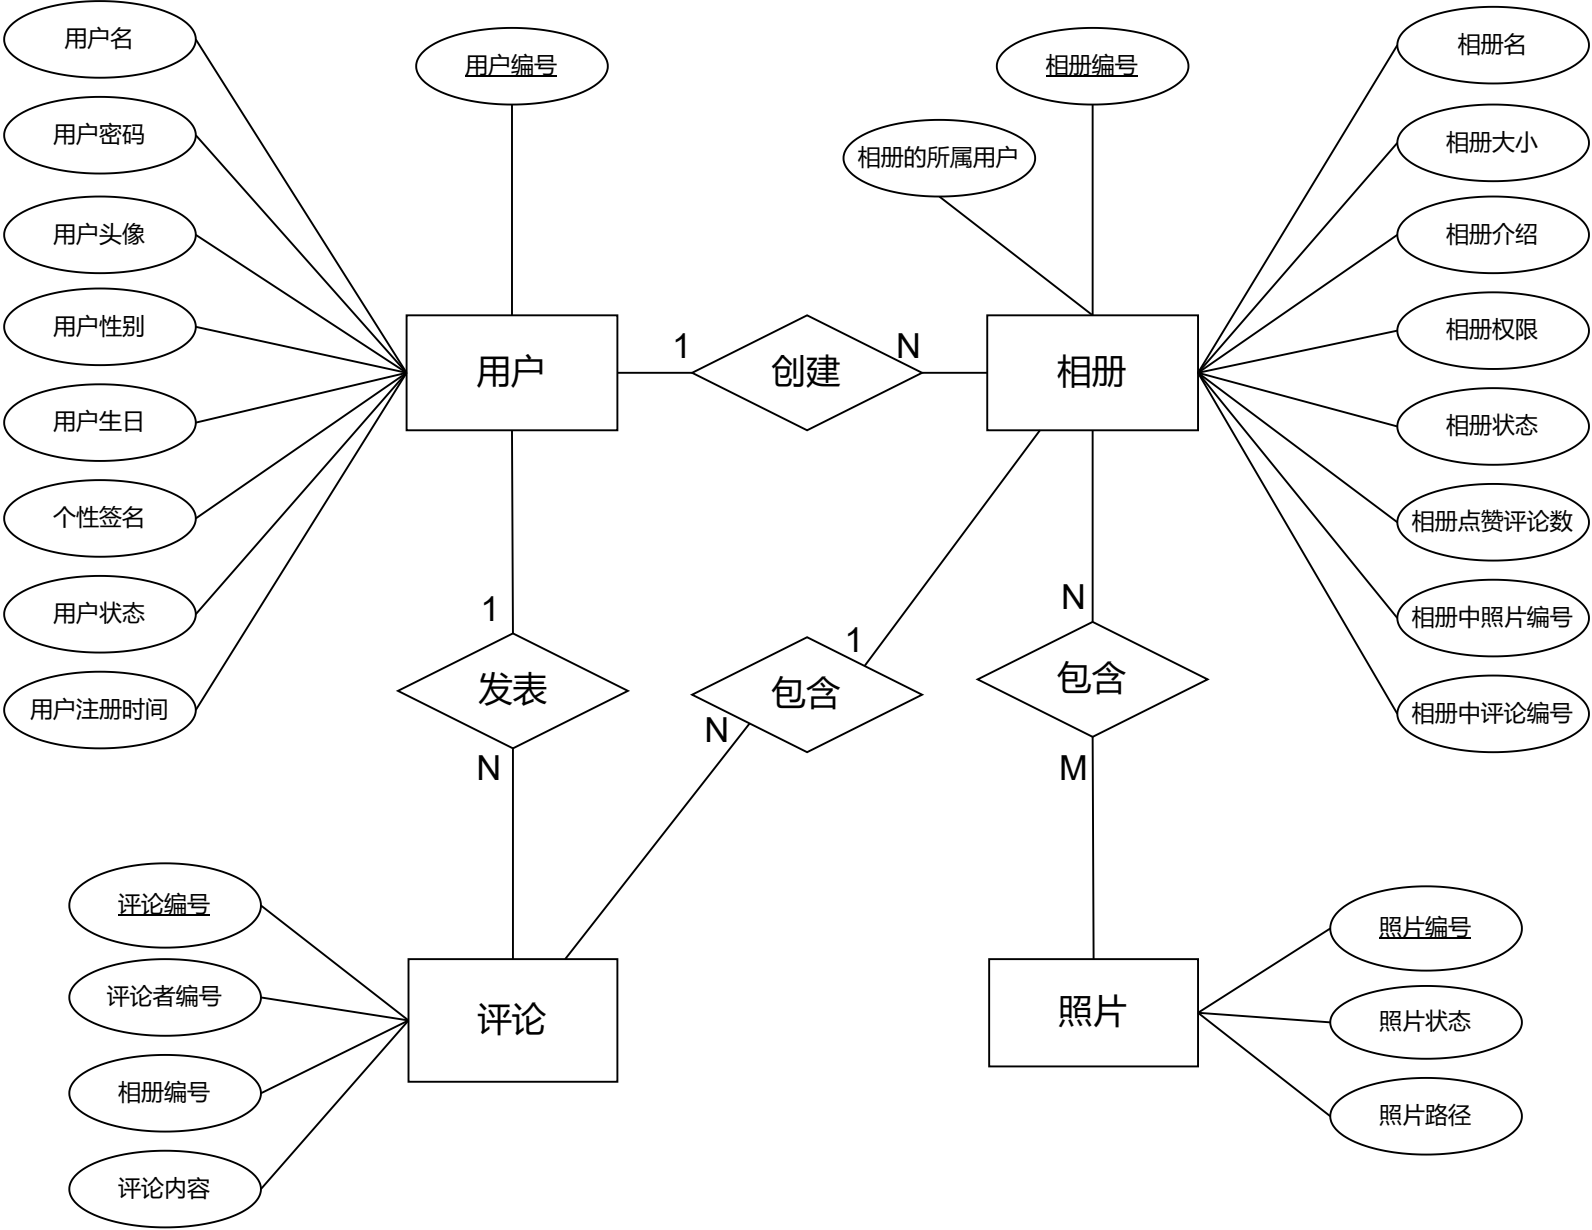 用户名
用户编号
相册编号
相册名
用户密码
相册的所属用户
相册大小
用户头像
相册介绍
用户性别
相册权限
1
N
用户
创建
相册
用户生日
相册状态
个性签名
相册点赞评论数
用户状态
1
N
相册中照片编号
1
用户注册时间
发表
包含
包含
相册中评论编号
N
N
M
评论编号
照片编号
评论者编号
评论
照片
照片状态
相册编号
照片路径
评论内容